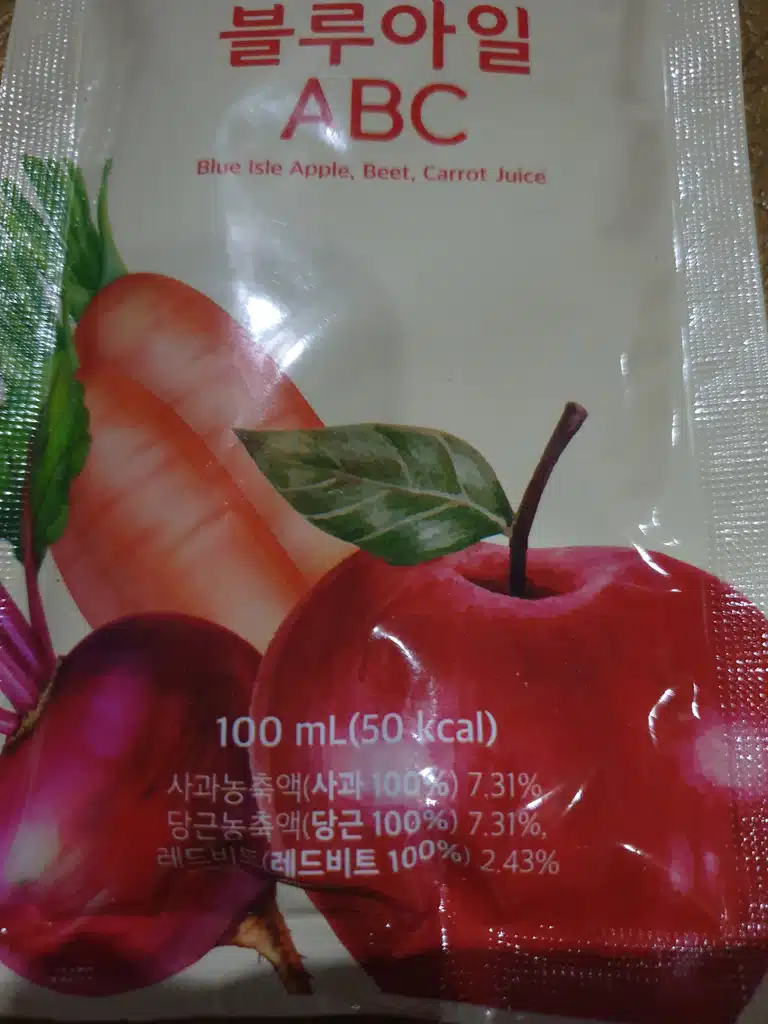 블루아일
ABC
Blue Isle Apple, Beet, Carrot Juice
100 mL(50 kcal)
사과농축액(사과 100%) 7.31%,
당근농축액(당근 100%) 7.31%,
레드비트(레드비트 100%) 2.43%